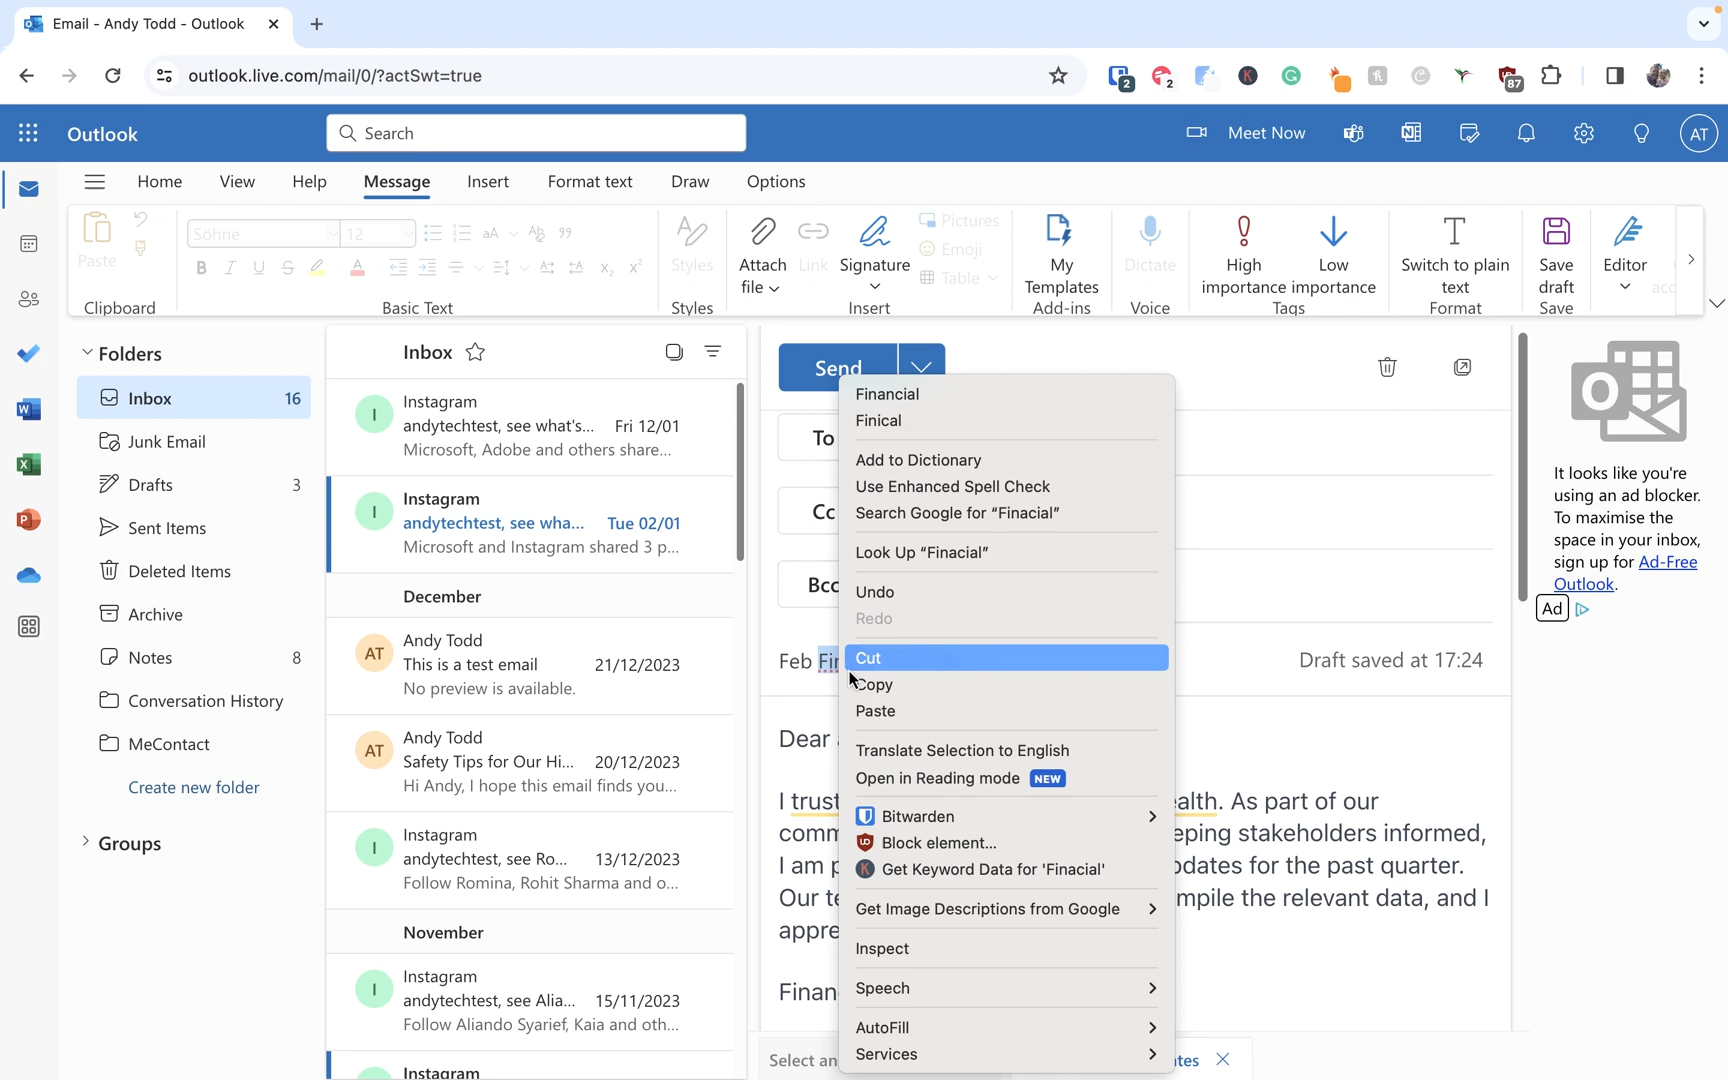 Email - Andy Todd - Outlook
outlook.live.com/mail/0/?actSwt=true
2
2
87
Outlook
Search
Meet Now
AT
Home View Help Message Insert Format text Draw Options
Paste
Clipboard
Söhne 12
Basic Text
Styles
Styles
Attach file
Link
Signature
Pictures
Emoji
Table
Insert
My Templates
Add-ins
Dictate
Voice
High importance
Low importance
Tags
Switch to plain text
Format
Save draft
Save
Editor
Folders
Inbox 16
Junk Email
Drafts 3
Sent Items
Deleted Items
Archive
Notes 8
Conversation History
MeContact
Create new folder
Groups
Inbox
I
Instagram
andytechtest, see what's... Fri 12/01
Microsoft, Adobe and others share...
I
Instagram
andytechtest, see wha... Tue 02/01
Microsoft and Instagram shared 3 p...
December
AT
Andy Todd
This is a test email 21/12/2023
No preview is available.
AT
Andy Todd
Safety Tips for Our Hi... 20/12/2023
Hi Andy, I hope this email finds you...
I
Instagram
andytechtest, see Ro... 13/12/2023
Follow Romina, Rohit Sharma and o...
November
I
Instagram
andytechtest, see Alia... 15/11/2023
Follow Aliando Syarief, Kaia and oth...
Instagram
Send
To
Cc
Bcc
Feb Fin
Draft saved at 17:24
Dear
I trust ealth. As part of our
comm eping stakeholders informed,
I am p pdates for the past quarter.
Our te mpile the relevant data, and I
appre
Finan
Select an ates
Financial
Finical
Add to Dictionary
Use Enhanced Spell Check
Search Google for “Finacial”
Look Up “Finacial”
Undo
Redo
Cut
Copy
Paste
Translate Selection to English
Open in Reading mode NEW
Bitwarden
Block element...
K Get Keyword Data for 'Finacial'
Get Image Descriptions from Google
Inspect
Speech
AutoFill
Services
It looks like you're
using an ad blocker.
To maximise the
space in your inbox,
sign up for Ad-Free
Outlook.
Ad